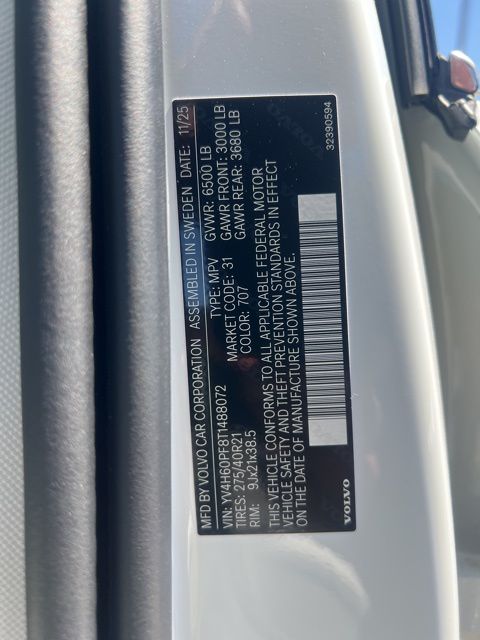 MFD BY VOLVO CAR CORPORATION ASSEMBLED IN SWEDEN DATE: 11/25
VIN: YV4H60PF8T1488072 TYPE: MPV GVWR: 6500 LB
TIRES: 275/40R21 MARKET CODE: 31 GAWR FRONT: 3000 LB
RIM: 9Jx21x38.5 COLOR: 707 GAWR REAR: 3680 LB
THIS VEHICLE CONFORMS TO ALL APPLICABLE FEDERAL MOTOR
VEHICLE SAFETY AND THEFT PREVENTION STANDARDS IN EFFECT
ON THE DATE OF MANUFACTURE SHOWN ABOVE.
VOLVO 32390594